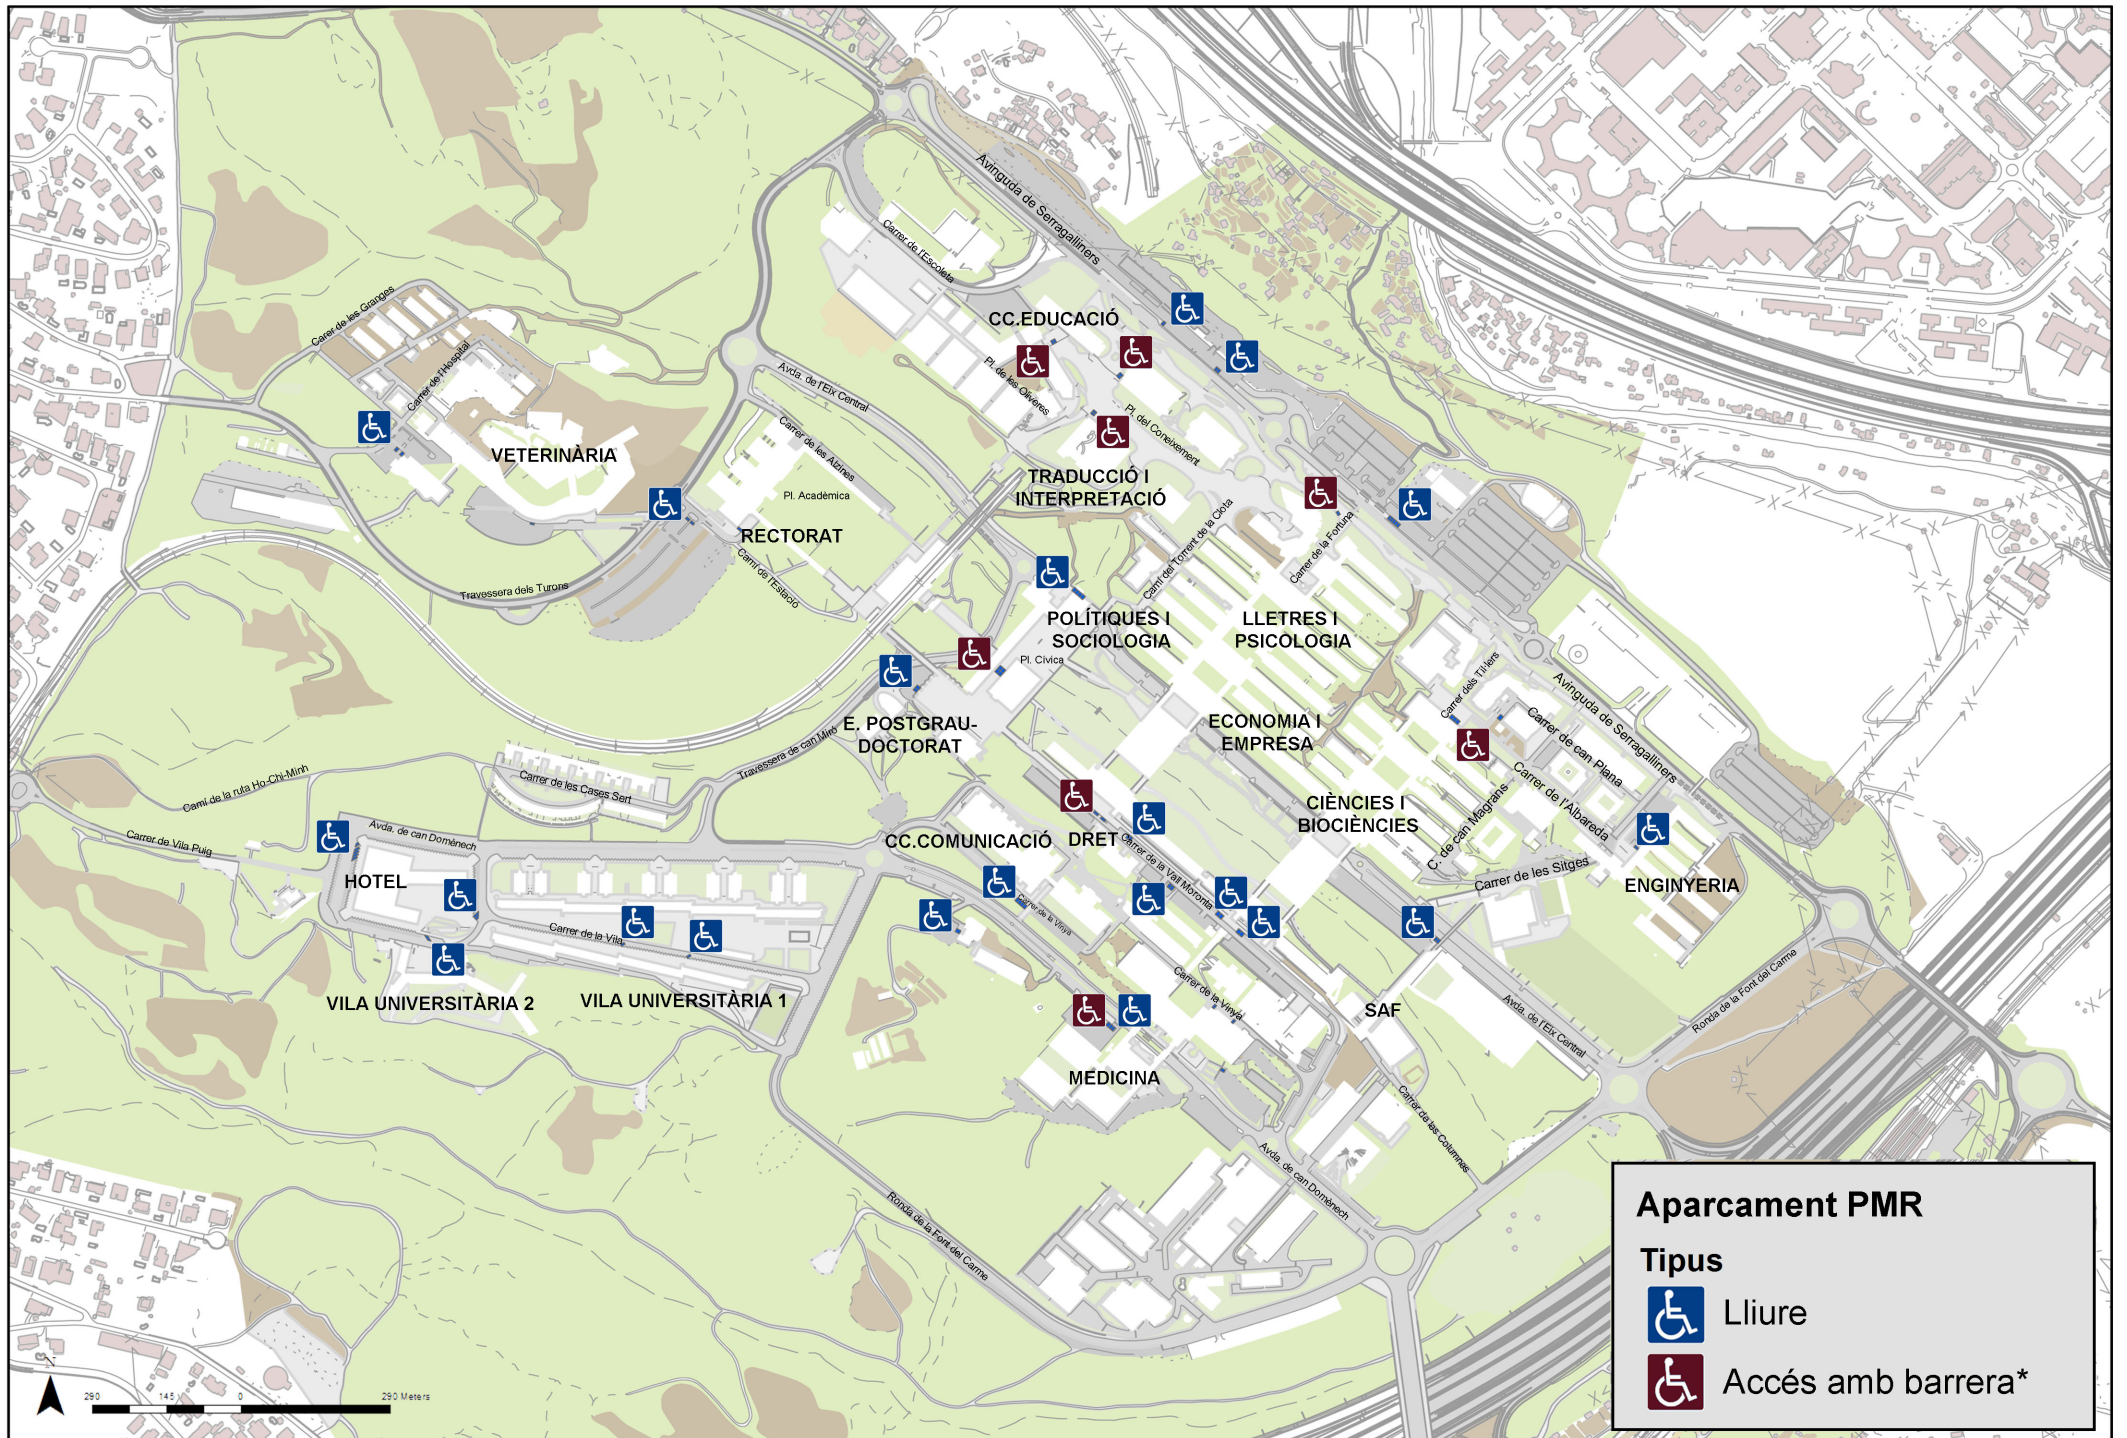 Avinguda de Serragalliners
Carrer de l'Escoleta
CC.EDUCACIÓ
Carer de les Granges
Carrer de l'Hospital
Pl. de les Oliveres
Avda. de l'Eix Central
Pl. del Coneixement
Carrer de les Alzines
VETERINÀRIA
TRADUCCIÓ I
INTERPRETACIÓ
Pl. Acadèmica
RECTORAT
Camí del Torrent de la Clota
Carrer de la Fortuna
Camí de l'Estació
Travessera dels Turons
POLÍTIQUES I
SOCIOLOGIA
LLETRES I
PSICOLOGIA
Pl. Cívica
Carrer dels Til·lers
Avinguda de Serragalliners
E. POSTGRAU-
DOCTORAT
ECONOMIA I
EMPRESA
Carrer de can Plana
Travessera de can Miró
Camí de la ruta Ho-Chi-Minh
Carrer de les Cases Sert
Carrer de l'Albareda
CIÈNCIES I
BIOCIÈNCIES
C. de can Magrans
Carrer de Vila Puig
Avda. de can Domènech
CC.COMUNICACIÓ
DRET
Carrer de la Vall Moronta
HOTEL
Carrer de les Sitges
ENGINYERIA
Carrer de la Vinya
Carrer de la Vila
VILA UNIVERSITÀRIA 2
VILA UNIVERSITÀRIA 1
Carrer de la Vinya
SAF
Avda. de l'Eix Central
Ronda de la Font del Carme
MEDICINA
Carrer de les Columnes
Avda. de can Domènech
Ronda de la Font del Carme
Aparcament PMR
Tipus
Lliure
Accés amb barrera*
N
290 145 0 290 Meters